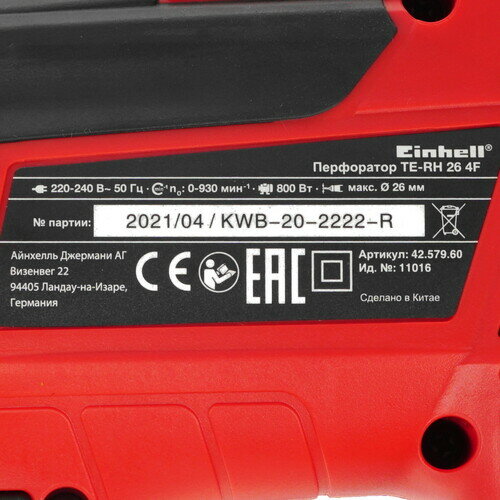 Einhell®
Перфоратор TE-RH 26 4F
220-240 В~ 50 Гц · n₀: 0-930 мин⁻¹ · 800 Вт · макс. Ø 26 мм
№ партии: 2021/04 / KWB-20-2222-R
Айнхелль Джермани АГ
Визенвег 22
94405 Ландау-на-Изаре,
Германия
CE
EAC
Артикул: 42.579.60
Ид. №: 11016
Сделано в Китае